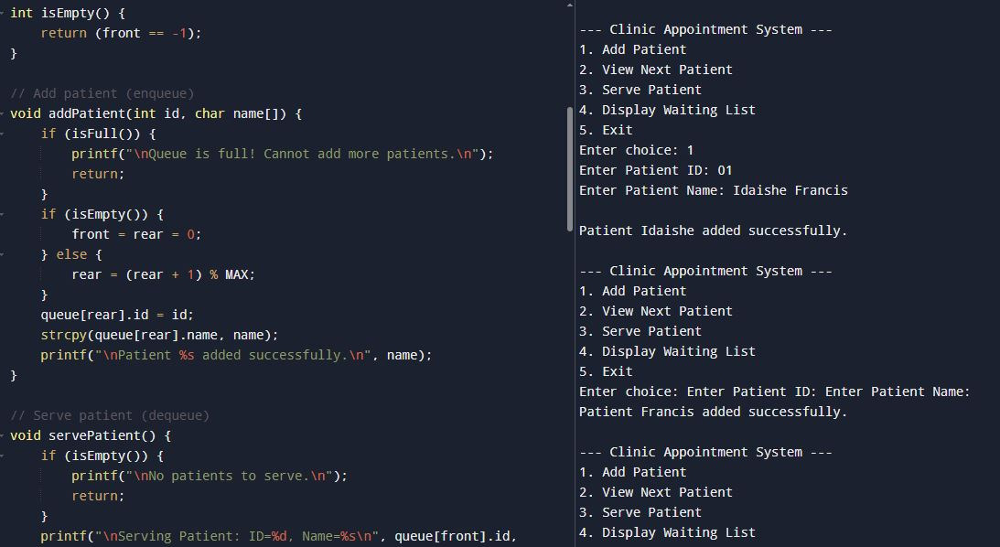 int isEmpty() {
    return (front == -1);
}
// Add patient (enqueue)
void addPatient(int id, char name[]) {
    if (isFull()) {
        printf("\nQueue is full! Cannot add more patients.\n");
        return;
    }
    if (isEmpty()) {
        front = rear = 0;
    } else {
        rear = (rear + 1) % MAX;
    }
    queue[rear].id = id;
    strcpy(queue[rear].name, name);
    printf("\nPatient %s added successfully.\n", name);
}
// Serve patient (dequeue)
void servePatient() {
    if (isEmpty()) {
        printf("\nNo patients to serve.\n");
        return;
    }
    printf("\nServing Patient: ID=%d, Name=%s\n", queue[front].id,
--- Clinic Appointment System ---
1. Add Patient
2. View Next Patient
3. Serve Patient
4. Display Waiting List
5. Exit
Enter choice: 1
Enter Patient ID: 01
Enter Patient Name: Idaishe Francis
Patient Idaishe added successfully.
--- Clinic Appointment System ---
1. Add Patient
2. View Next Patient
3. Serve Patient
4. Display Waiting List
5. Exit
Enter choice: Enter Patient ID: Enter Patient Name:
Patient Francis added successfully.
--- Clinic Appointment System ---
1. Add Patient
2. View Next Patient
3. Serve Patient
4. Display Waiting List